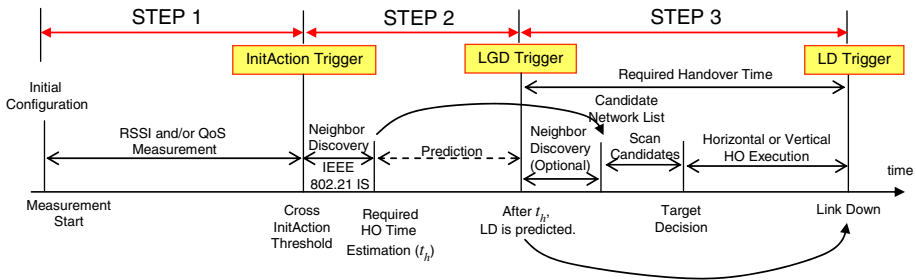 STEP 1
STEP 2
STEP 3
InitAction Trigger
LGD Trigger
LD Trigger
Initial
Configuration
Required Handover Time
Candidate
Network List
RSSI and/or QoS
Measurement
Neighbor
Discovery
IEEE
802.21 IS
Prediction
Neighbor
Discovery
(Optional)
Scan
Candidates
Horizontal or Vertical
HO Execution
time
Measurement
Start
Cross
InitAction
Threshold
Required
HO Time
Estimation (th)
After th,
LD is predicted.
Target
Decision
Link Down